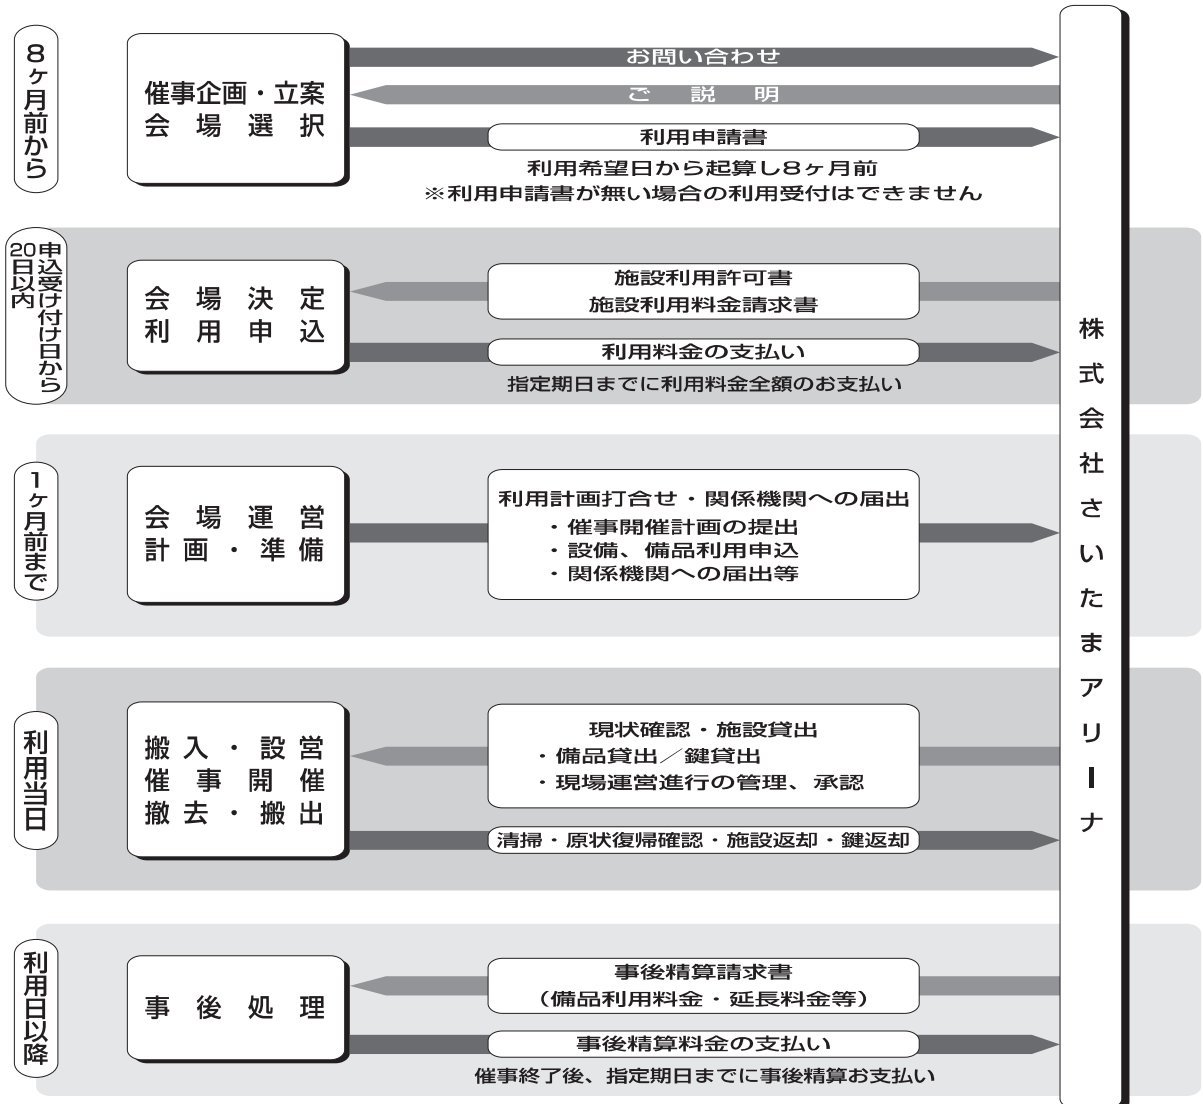 8ヶ月前から
催事企画・立案
会場選択
お問い合わせ
ご説明
利用申請書
利用希望日から起算し8ヶ月前
※利用申請書が無い場合の利用受付はできません
申込受け付け日から
20日以内
会場決定
利用申込
施設利用許可書
施設利用料金請求書
利用料金の支払い
指定期日までに利用料金全額のお支払い
1ヶ月前まで
会場運営
計画・準備
利用計画打合せ・関係機関への届出
・催事開催計画の提出
・設備、備品利用申込
・関係機関への届出等
利用当日
搬入・設営
催事開催
撤去・搬出
現状確認・施設貸出
・備品貸出／鍵貸出
・現場運営進行の管理、承認
清掃・原状復帰確認・施設返却・鍵返却
利用日以降
事後処理
事後精算請求書
（備品利用料金・延長料金等）
事後精算料金の支払い
催事終了後、指定期日までに事後精算お支払い
株式会社さいたまアリーナ